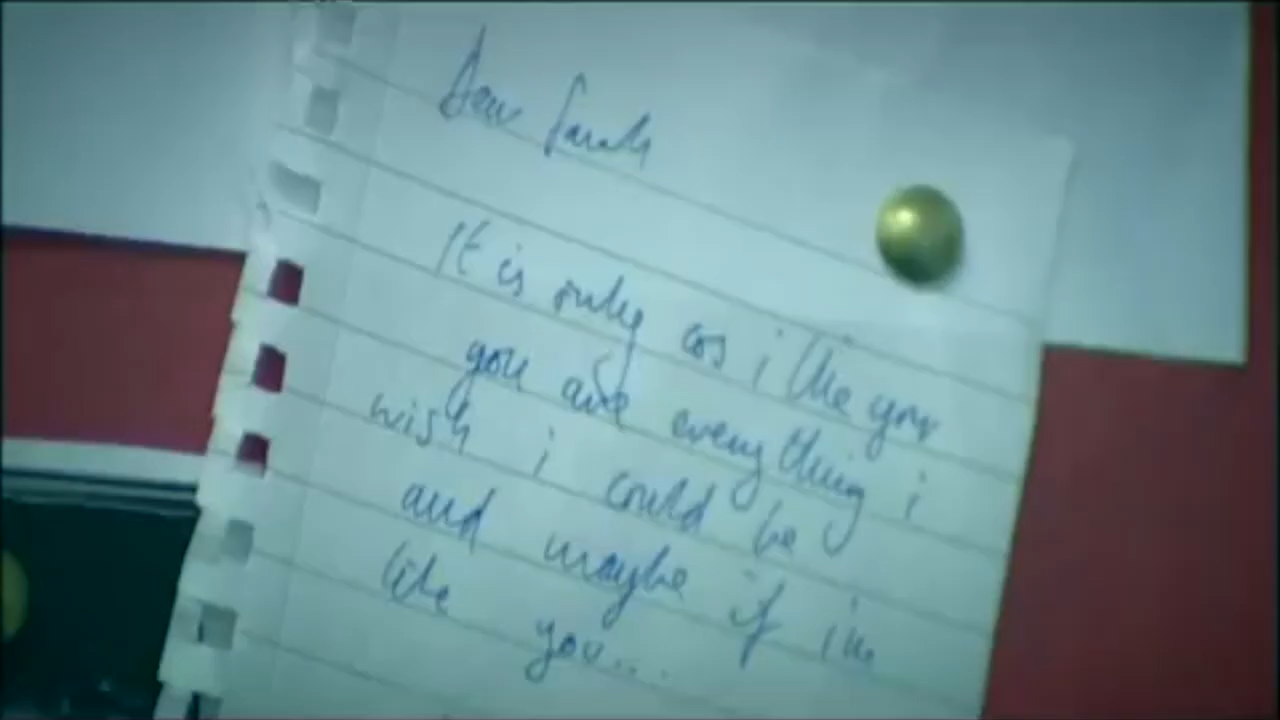 Dear Sarah
It is only cos i like you
you are everything i
wish i could be
and maybe if im
like you....